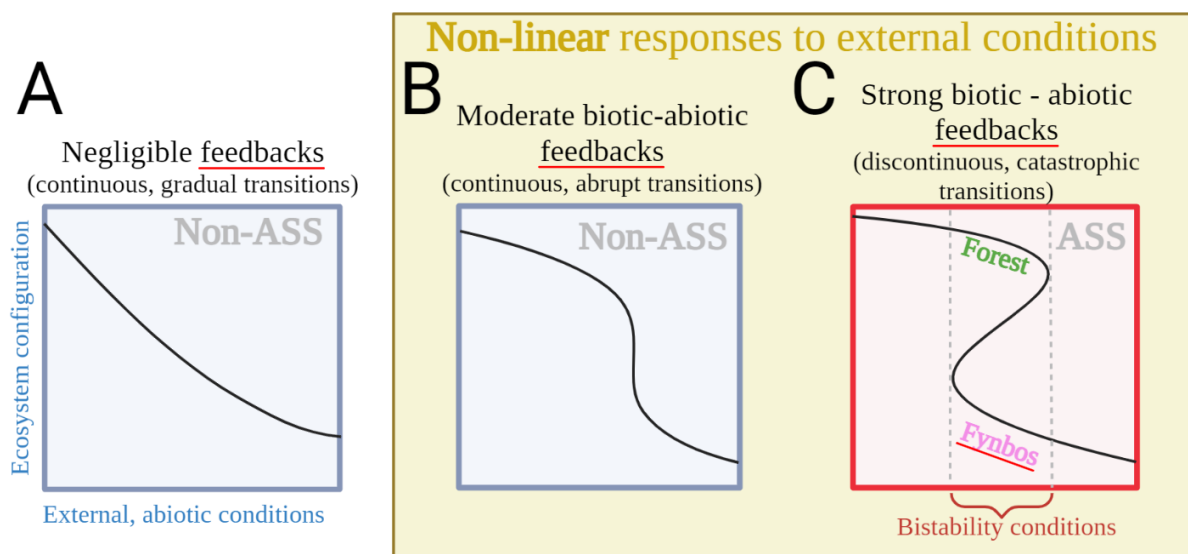 Non-linear responses to external conditions
A
Negligible feedbacks
(continuous, gradual transitions)
Non-ASS
Ecosystem configuration
External, abiotic conditions
B
Moderate biotic-abiotic
feedbacks
(continuous, abrupt transitions)
Non-ASS
C
Strong biotic - abiotic
feedbacks
(discontinuous, catastrophic
transitions)
ASS
Forest
Fynbos
Bistability conditions